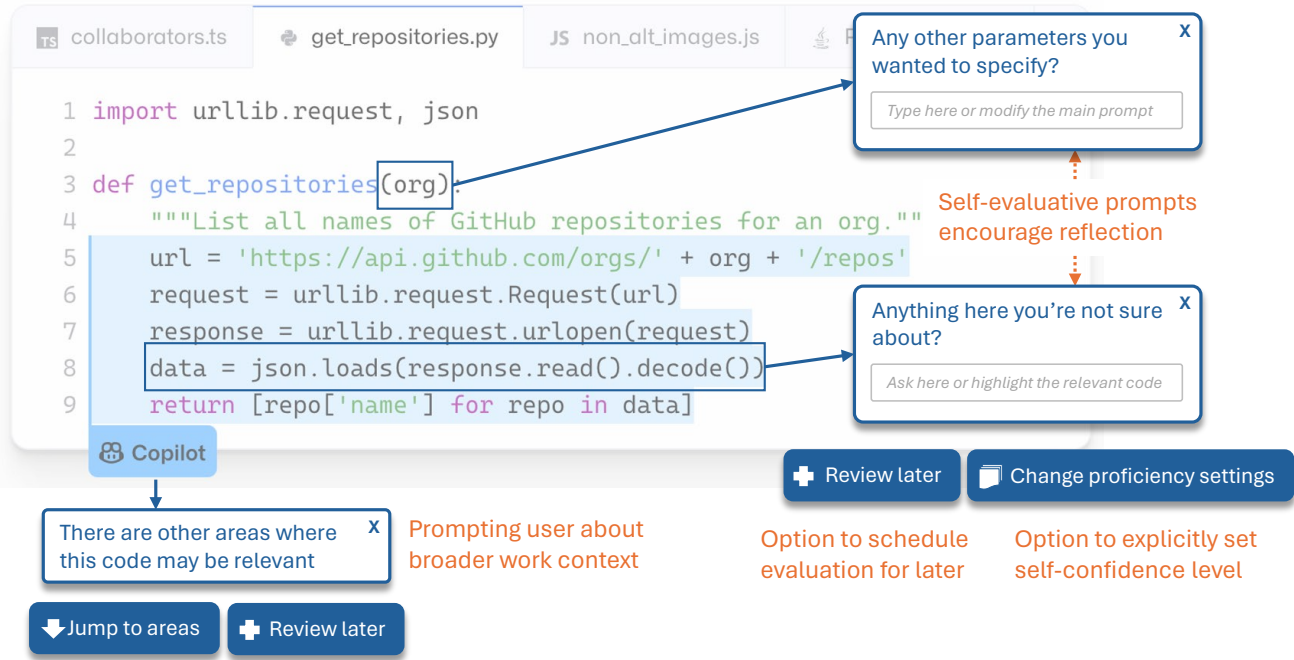 TS collaborators.ts get_repositories.py JS non_alt_images.js
Any other parameters you X
wanted to specify?
Type here or modify the main prompt
1 import urllib.request, json
2
3 def get_repositories(org):
4 """List all names of GitHub repositories for an org.""
5 url = 'https://api.github.com/orgs/' + org + '/repos'
6 request = urllib.request.Request(url)
7 response = urllib.request.urlopen(request)
8 data = json.loads(response.read().decode())
9 return [repo['name'] for repo in data]
Copilot
Self-evaluative prompts
encourage reflection
Anything here you're not sure X
about?
Ask here or highlight the relevant code
Review later
Change proficiency settings
Option to schedule
evaluation for later
Option to explicitly set
self-confidence level
There are other areas where X
this code may be relevant
Prompting user about
broader work context
Jump to areas
Review later